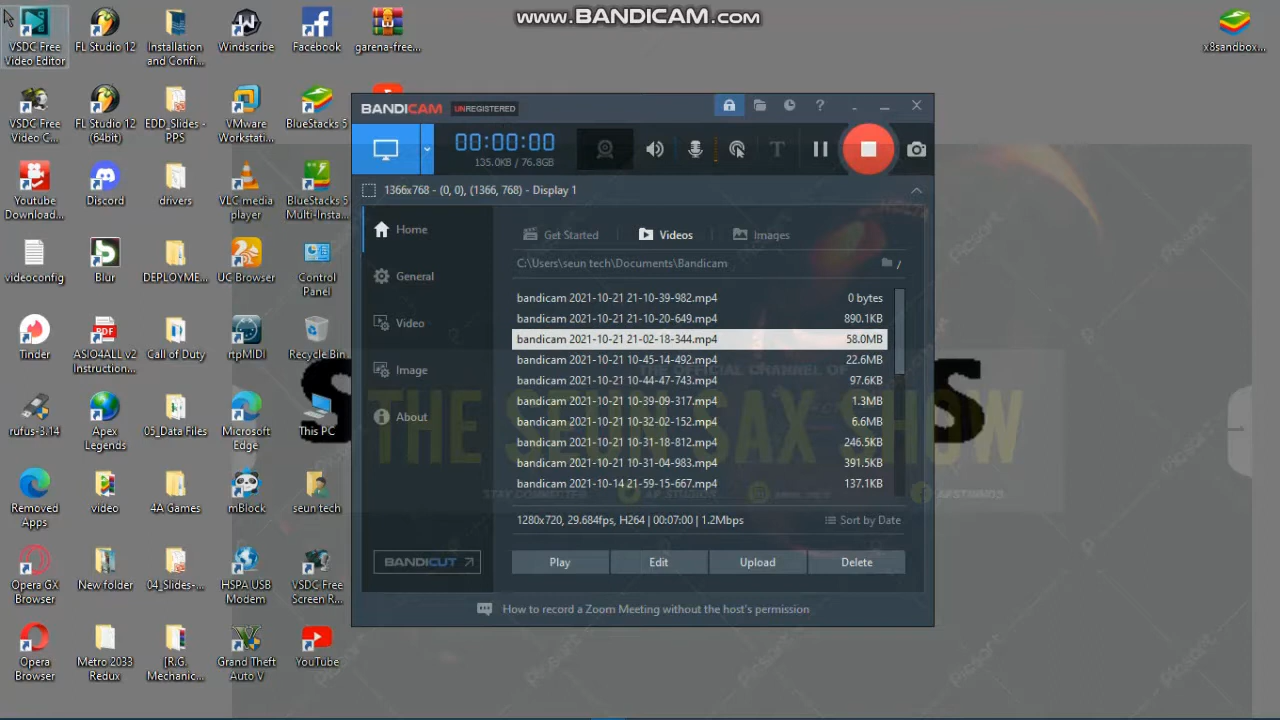 www.BANDICAM.com
VSDC Free Video Editor
FL Studio 12
Installation and Confi...
Windscribe
Facebook
garena-free...
x8sandbox...
VSDC Free Video C...
FL Studio 12 (64bit)
EDD_Slides - PPS
VMware Workstati...
BlueStacks 5
Youtube Download...
Discord
drivers
VLC media player
BlueStacks 5 Multi-Insta...
videoconfig
Blur
DEPLOYME...
UC Browser
Control Panel
Tinder
ASIO4ALL v2 Instruction...
Call of Duty
rtpMIDI
Recycle Bin
rufus-3.14
Apex Legends
05_Data Files
Microsoft Edge
This PC
Removed Apps
video
4A Games
mBlock
seun tech
Opera GX Browser
New folder
04_Slides-...
HSPA USB Modem
VSDC Free Screen R...
Opera Browser
Metro 2033 Redux
[R.G. Mechanic...
Grand Theft Auto V
YouTube
BANDICAM UNREGISTERED
00:00:00
135.0KB / 76.8GB
1366x768 - (0, 0), (1366, 768) - Display 1
Home
General
Video
Image
About
BANDICUT
Get Started
Videos
Images
C:\Users\seun tech\Documents\Bandicam
bandicam 2021-10-21 21-10-39-982.mp4 0 bytes
bandicam 2021-10-21 21-10-20-649.mp4 890.1KB
bandicam 2021-10-21 21-02-18-344.mp4 58.0MB
bandicam 2021-10-21 10-45-14-492.mp4 22.6MB
bandicam 2021-10-21 10-44-47-743.mp4 97.6KB
bandicam 2021-10-21 10-39-09-317.mp4 1.3MB
bandicam 2021-10-21 10-32-02-152.mp4 6.6MB
bandicam 2021-10-21 10-31-18-812.mp4 246.5KB
bandicam 2021-10-21 10-31-04-983.mp4 391.5KB
bandicam 2021-10-14 21-59-15-667.mp4 137.1KB
1280x720, 29.684fps, H264 | 00:07:00 | 1.2Mbps
Sort by Date
Play
Edit
Upload
Delete
How to record a Zoom Meeting without the host's permission
THE OFFICIAL CHANNEL OF
THE SEUN SAX SHOW
STAY CONNECTED
Picsart